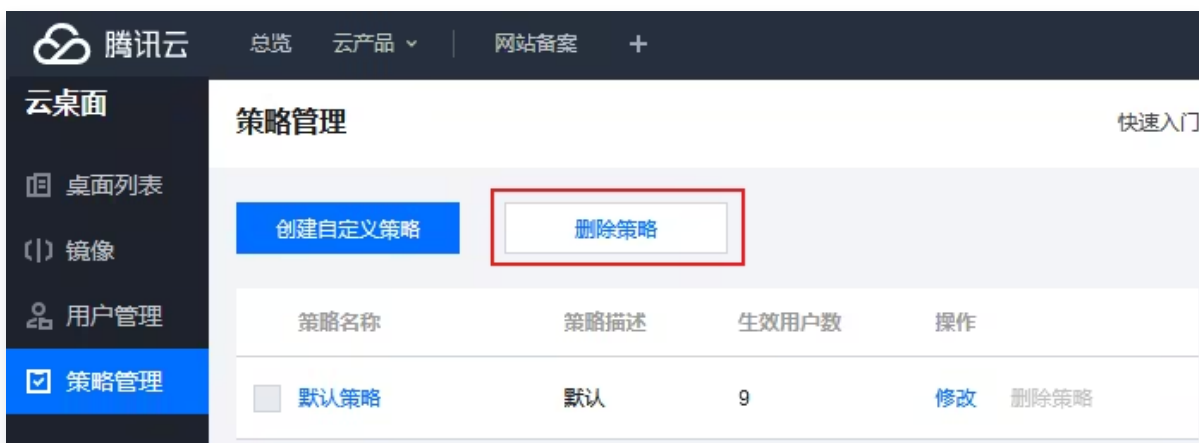 腾讯云 总览 云产品 网站备案 +
云桌面
策略管理 快速入门
桌面列表
创建自定义策略 删除策略
镜像
用户管理
策略名称 策略描述 生效用户数 操作
策略管理
默认策略 默认 9 修改 删除策略